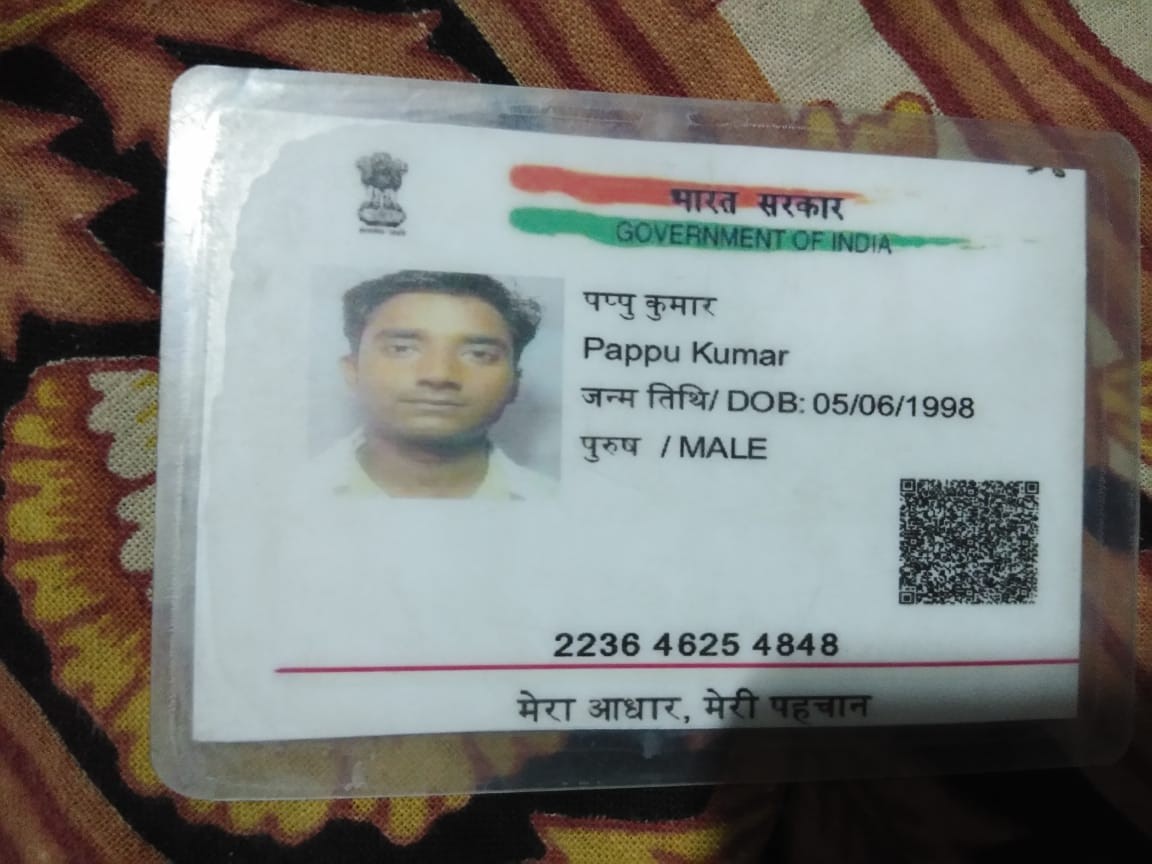 भारत सरकार
GOVERNMENT OF INDIA
पप्पु कुमार
Pappu Kumar
जन्म तिथि/ DOB: 05/06/1998
पुरुष / MALE
2236 4625 4848
मेरा आधार, मेरी पहचान